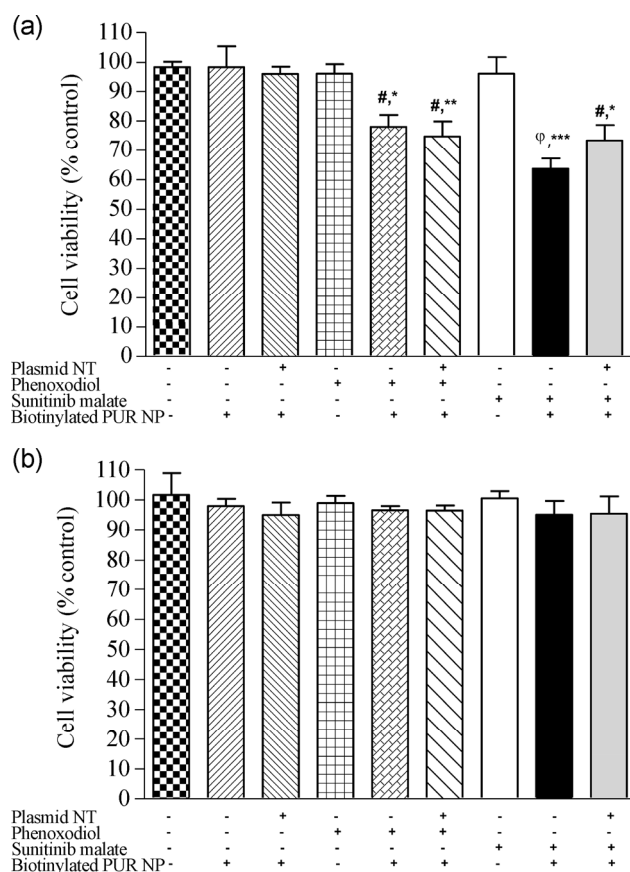 (a)
Cell viability (% control)
110
100
90
80
70
60
50
40
30
20
10
0
#,*
#,**
φ,***
#,*
Plasmid NT - - + - - + - - +
Phenoxodiol - - - + + + - - -
Sunitinib malate - - - - - - + + +
Biotinylated PUR NP - + + - + + - + +
(b)
Cell viability (% control)
110
100
90
80
70
60
50
40
30
20
10
0
Plasmid NT - - + - - + - - +
Phenoxodiol - - - + + + - - -
Sunitinib malate - - - - - - + + +
Biotinylated PUR NP - + + - + + - + +